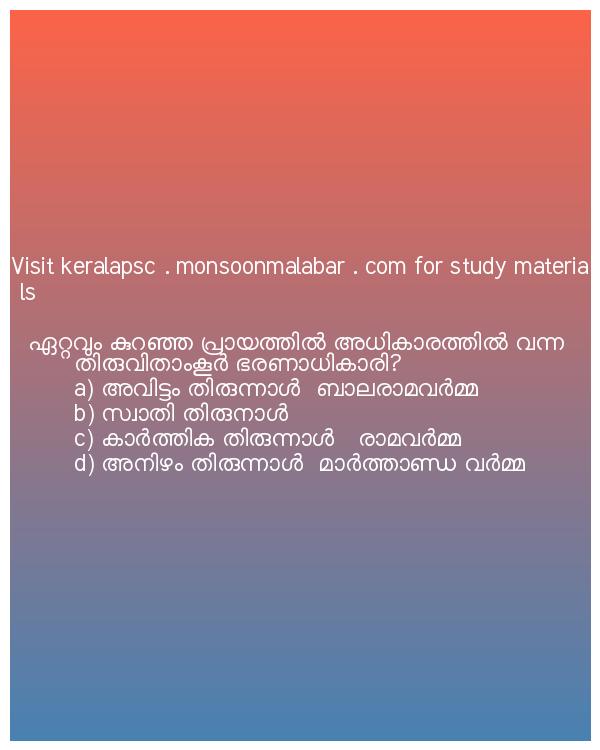 Visit keralapsc . monsoonmalabar . com for study materia
ls
ഏറ്റവും കുറഞ്ഞ പ്രായത്തിൽ അധികാരത്തിൽ വന്ന
തിരുവിതാംകൂർ ഭരണാധികാരി?
a) അവിട്ടം തിരുന്നാൾ ബാലരാമവർമ്മ
b) സ്വാതി തിരുനാൾ
c) കാർത്തിക തിരുന്നാൾ രാമവർമ്മ
d) അനിഴം തിരുന്നാൾ മാർത്താണ്ഡ വർമ്മ